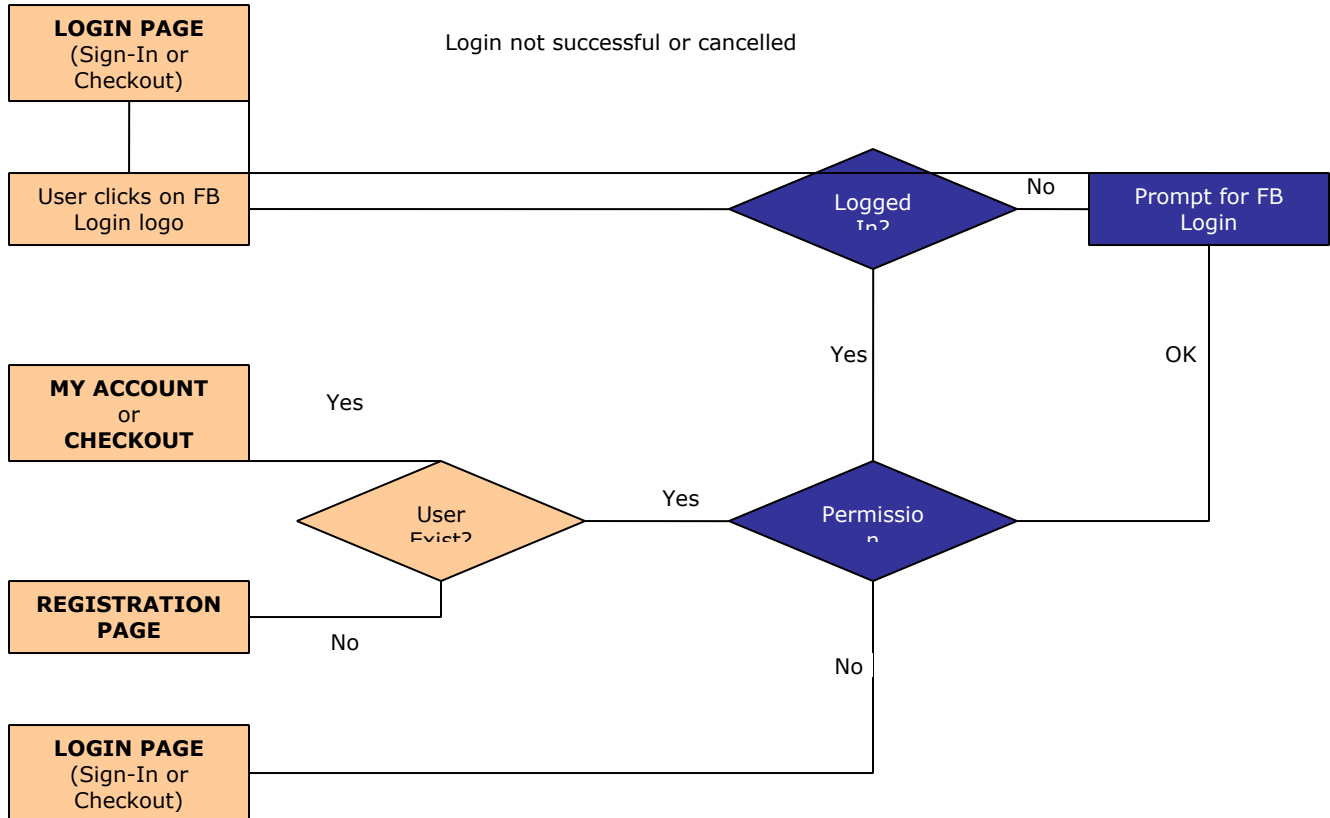 LOGIN PAGE
(Sign-In or
Checkout)
Login not successful or cancelled
User clicks on FB
Login logo
Logged
In?
No
Prompt for FB
Login
Yes
OK
MY ACCOUNT
or
CHECKOUT
Yes
User
Exist?
Yes
Permissio
n
REGISTRATION
PAGE
No
No
LOGIN PAGE
(Sign-In or
Checkout)